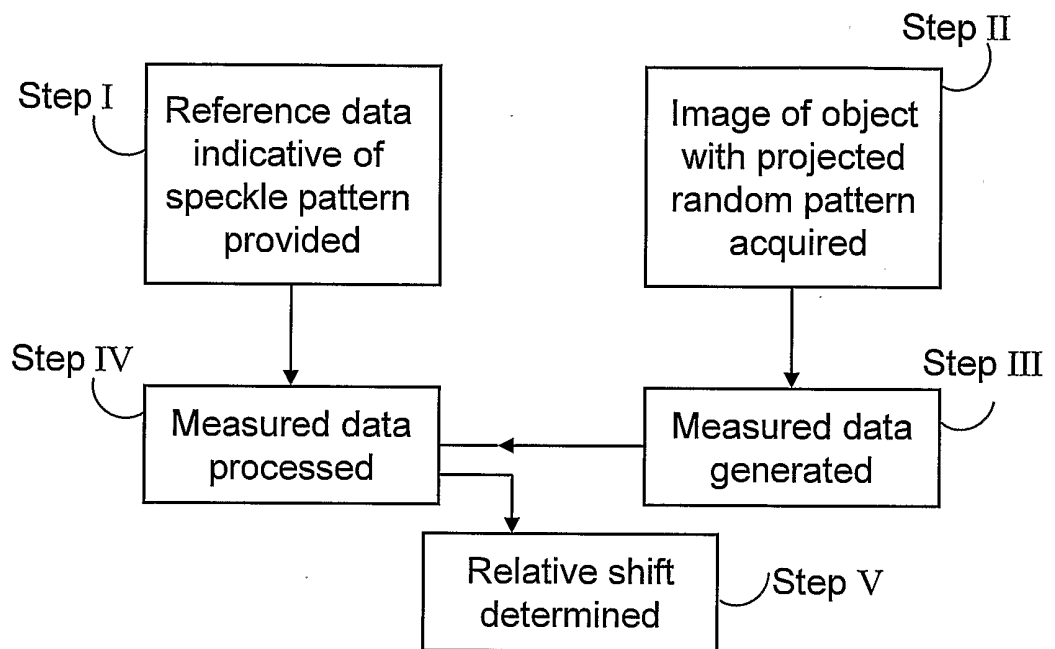 Step I
Reference data
indicative of
speckle pattern
provided
Step II
Image of object
with projected
random pattern
acquired
Step III
Measured data
generated
Step IV
Measured data
processed
Relative shift
determined
Step V